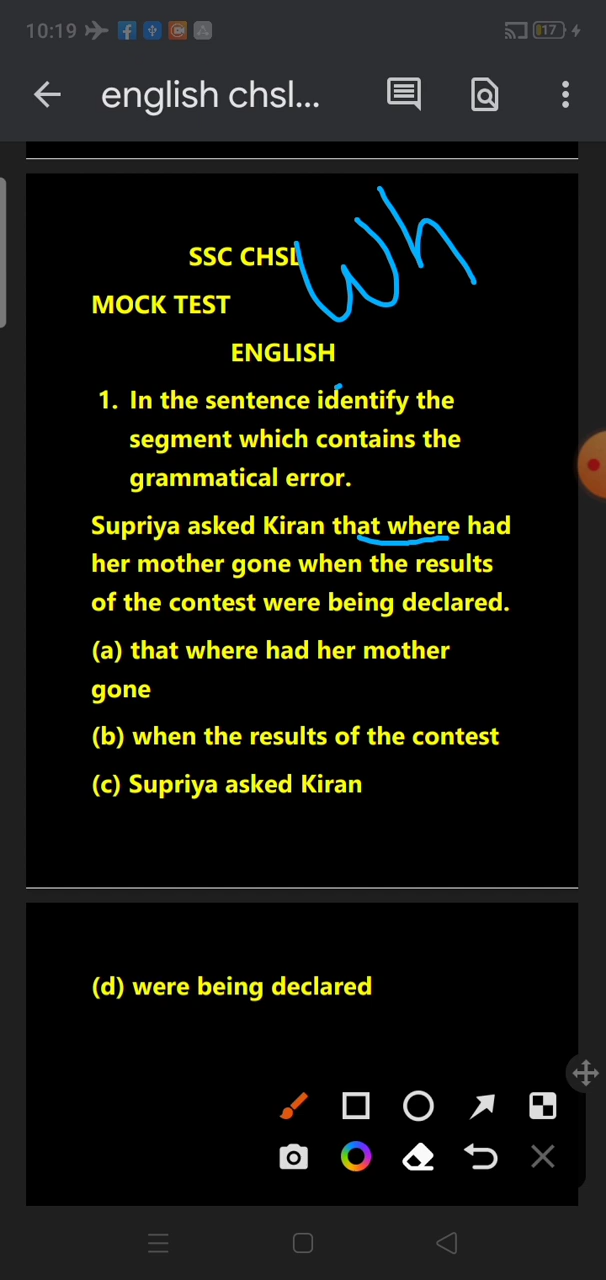 10:19
17
english chsl...
Wh
SSC CHSL
MOCK TEST
ENGLISH
1. In the sentence identify the
segment which contains the
grammatical error.
Supriya asked Kiran that where had
her mother gone when the results
of the contest were being declared.
(a) that where had her mother
gone
(b) when the results of the contest
(c) Supriya asked Kiran
(d) were being declared